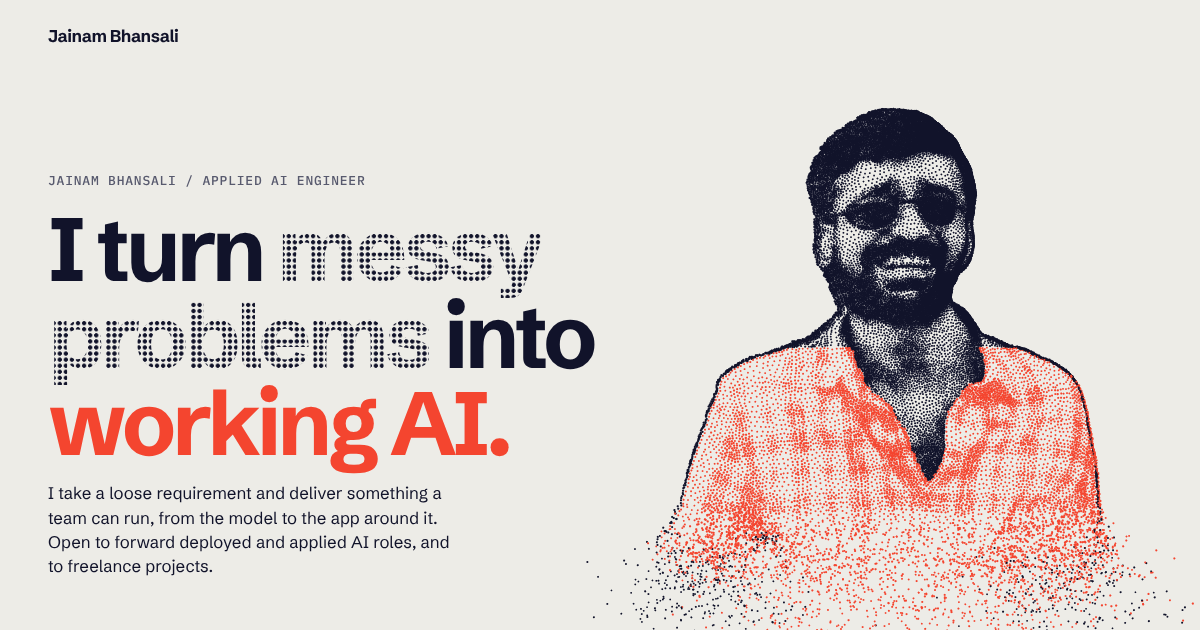 Jainam Bhansali
JAINAM BHANSALI / APPLIED AI ENGINEER
I turn messy
problems into
working AI.
I take a loose requirement and deliver something a
team can run, from the model to the app around it.
Open to forward deployed and applied AI roles, and
to freelance projects.